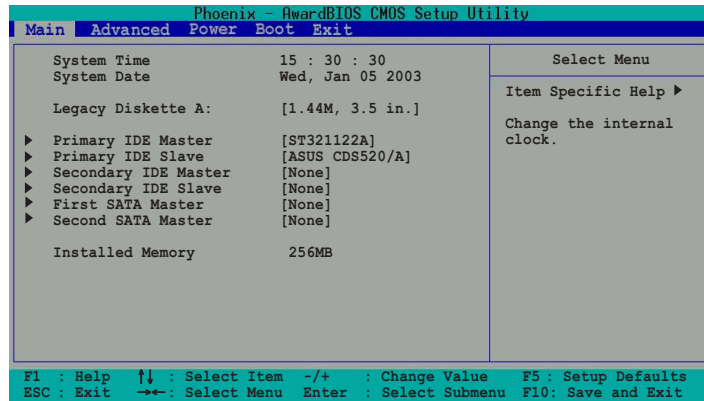 Phoenix - AwardBIOS CMOS Setup Utility
Main Advanced Power Boot Exit
System Time 15 : 30 : 30
System Date Wed, Jan 05 2003
Legacy Diskette A: [1.44M, 3.5 in.]
Primary IDE Master [ST321122A]
Primary IDE Slave [ASUS CDS520/A]
Secondary IDE Master [None]
Secondary IDE Slave [None]
First SATA Master [None]
Second SATA Master [None]
Installed Memory 256MB
Select Menu
Item Specific Help
Change the internal
clock.
F1 : Help ↑↓ : Select Item -/+ : Change Value F5 : Setup Defaults
ESC : Exit →← : Select Menu Enter : Select Submenu F10: Save and Exit